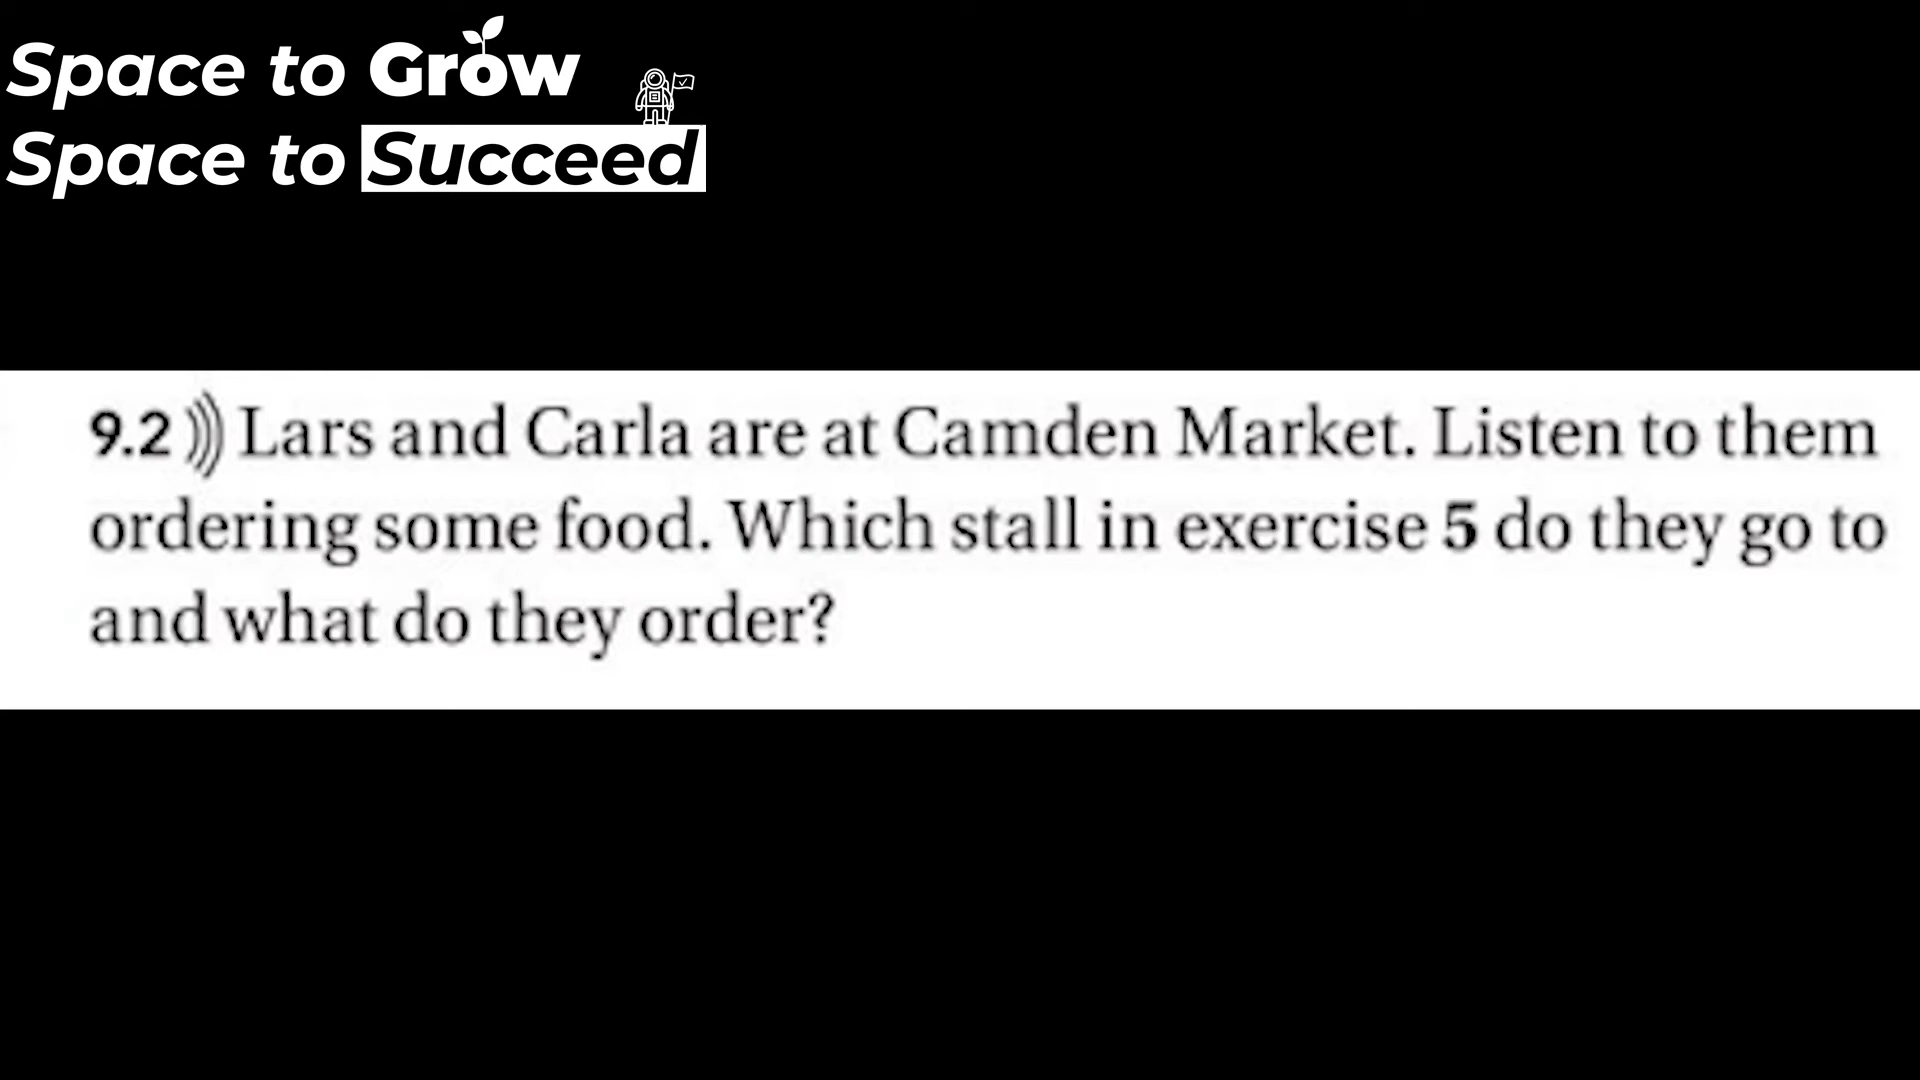 Space to Grow
Space to Succeed
9.2 Lars and Carla are at Camden Market. Listen to them
ordering some food. Which stall in exercise 5 do they go to
and what do they order?